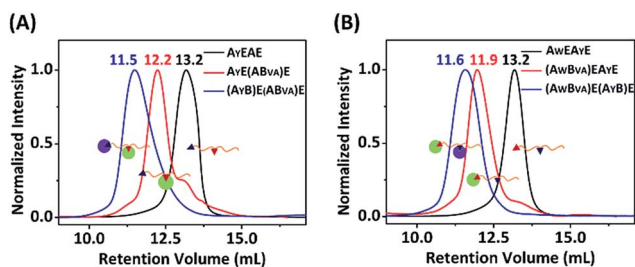 (A)
11.5 12.2 13.2
AYEAE
AYE(ABVA)E
(AYB)E(ABVA)E
Normalized Intensity
1.0
0.5
0.0
10.0 12.5 15.0
Retention Volume (mL)
(B)
11.6 11.9 13.2
AWEAYE
(AWBVA)EAYE
(AWBVA)E(AYB)E
Normalized Intensity
1.0
0.5
0.0
10.0 12.5 15.0
Retention Volume (mL)